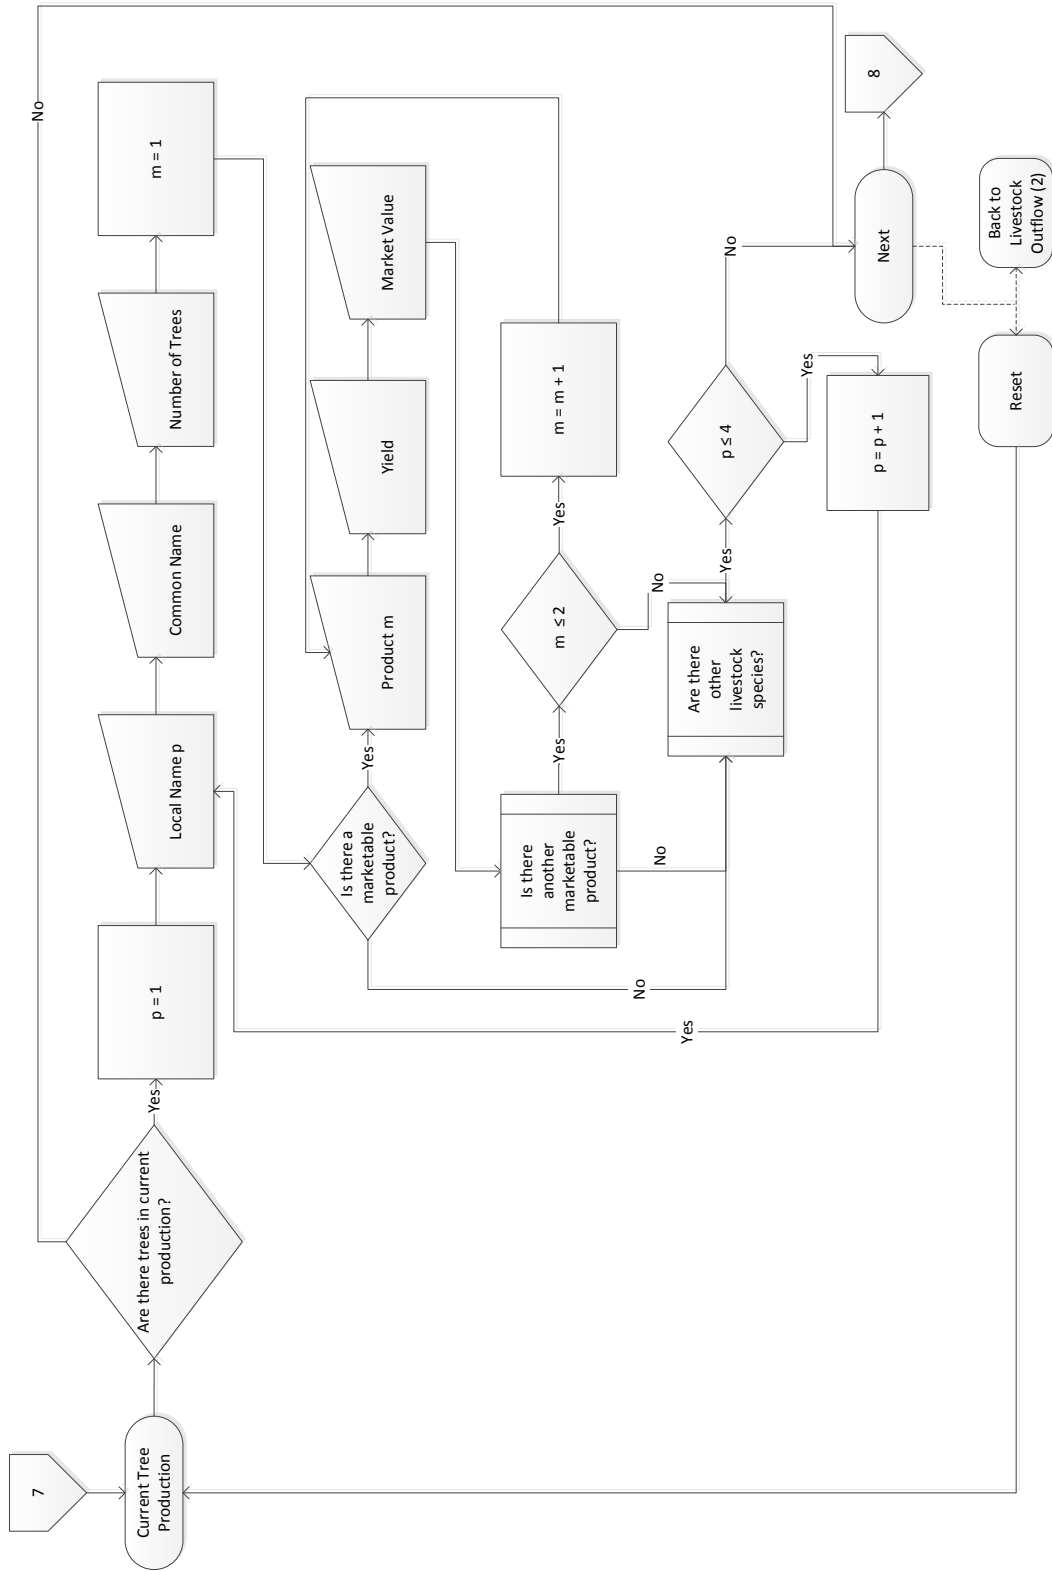 7
Current Tree
Production
Are there trees in current
production?
Yes
No
p = 1
Local Name p
Common Name
Number of Trees
m = 1
Is there a
marketable
product?
Yes
No
Product m
Yield
Market Value
Is there
another
marketable
product?
Yes
No
m ≤ 2
Yes
No
m = m + 1
Are there
other
livestock
species?
Yes
p ≤ 4
No
Yes
p = p + 1
Yes
Next
8
Reset
Back to
Livestock
Outflow (2)